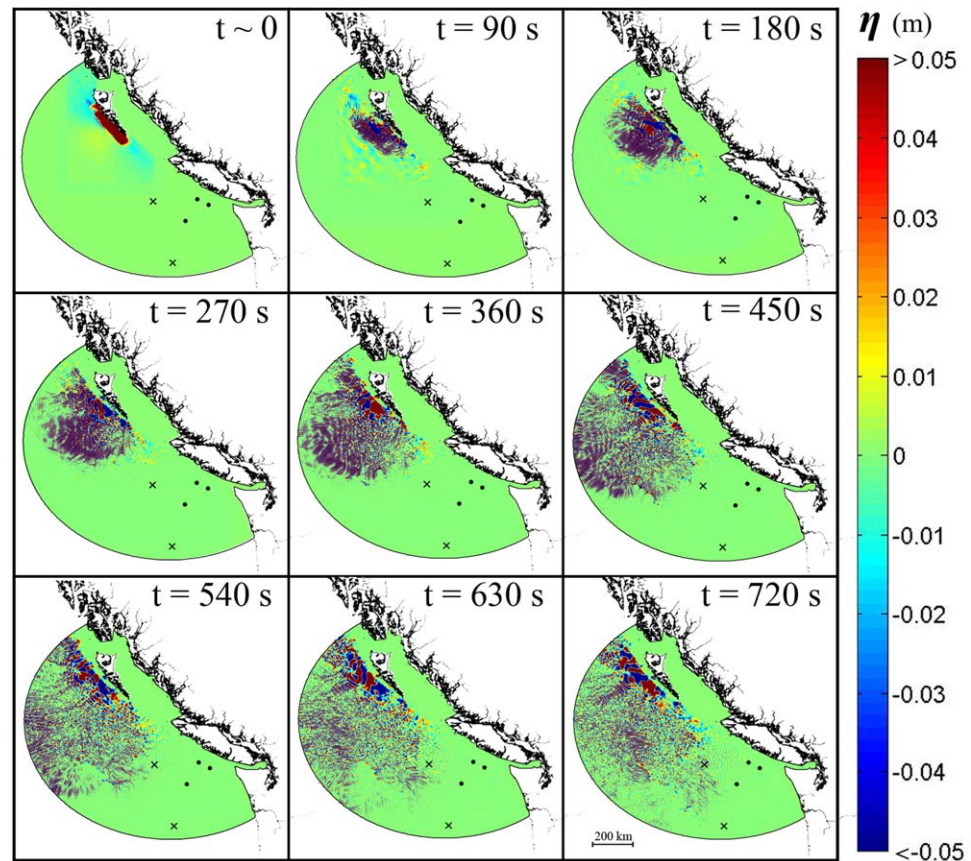 t ~ 0
t = 90 s
t = 180 s
η (m)
>0.05
0.04
0.03
0.02
0.01
0
-0.01
-0.02
-0.03
-0.04
<-0.05
t = 270 s
t = 360 s
t = 450 s
t = 540 s
t = 630 s
t = 720 s
200 km